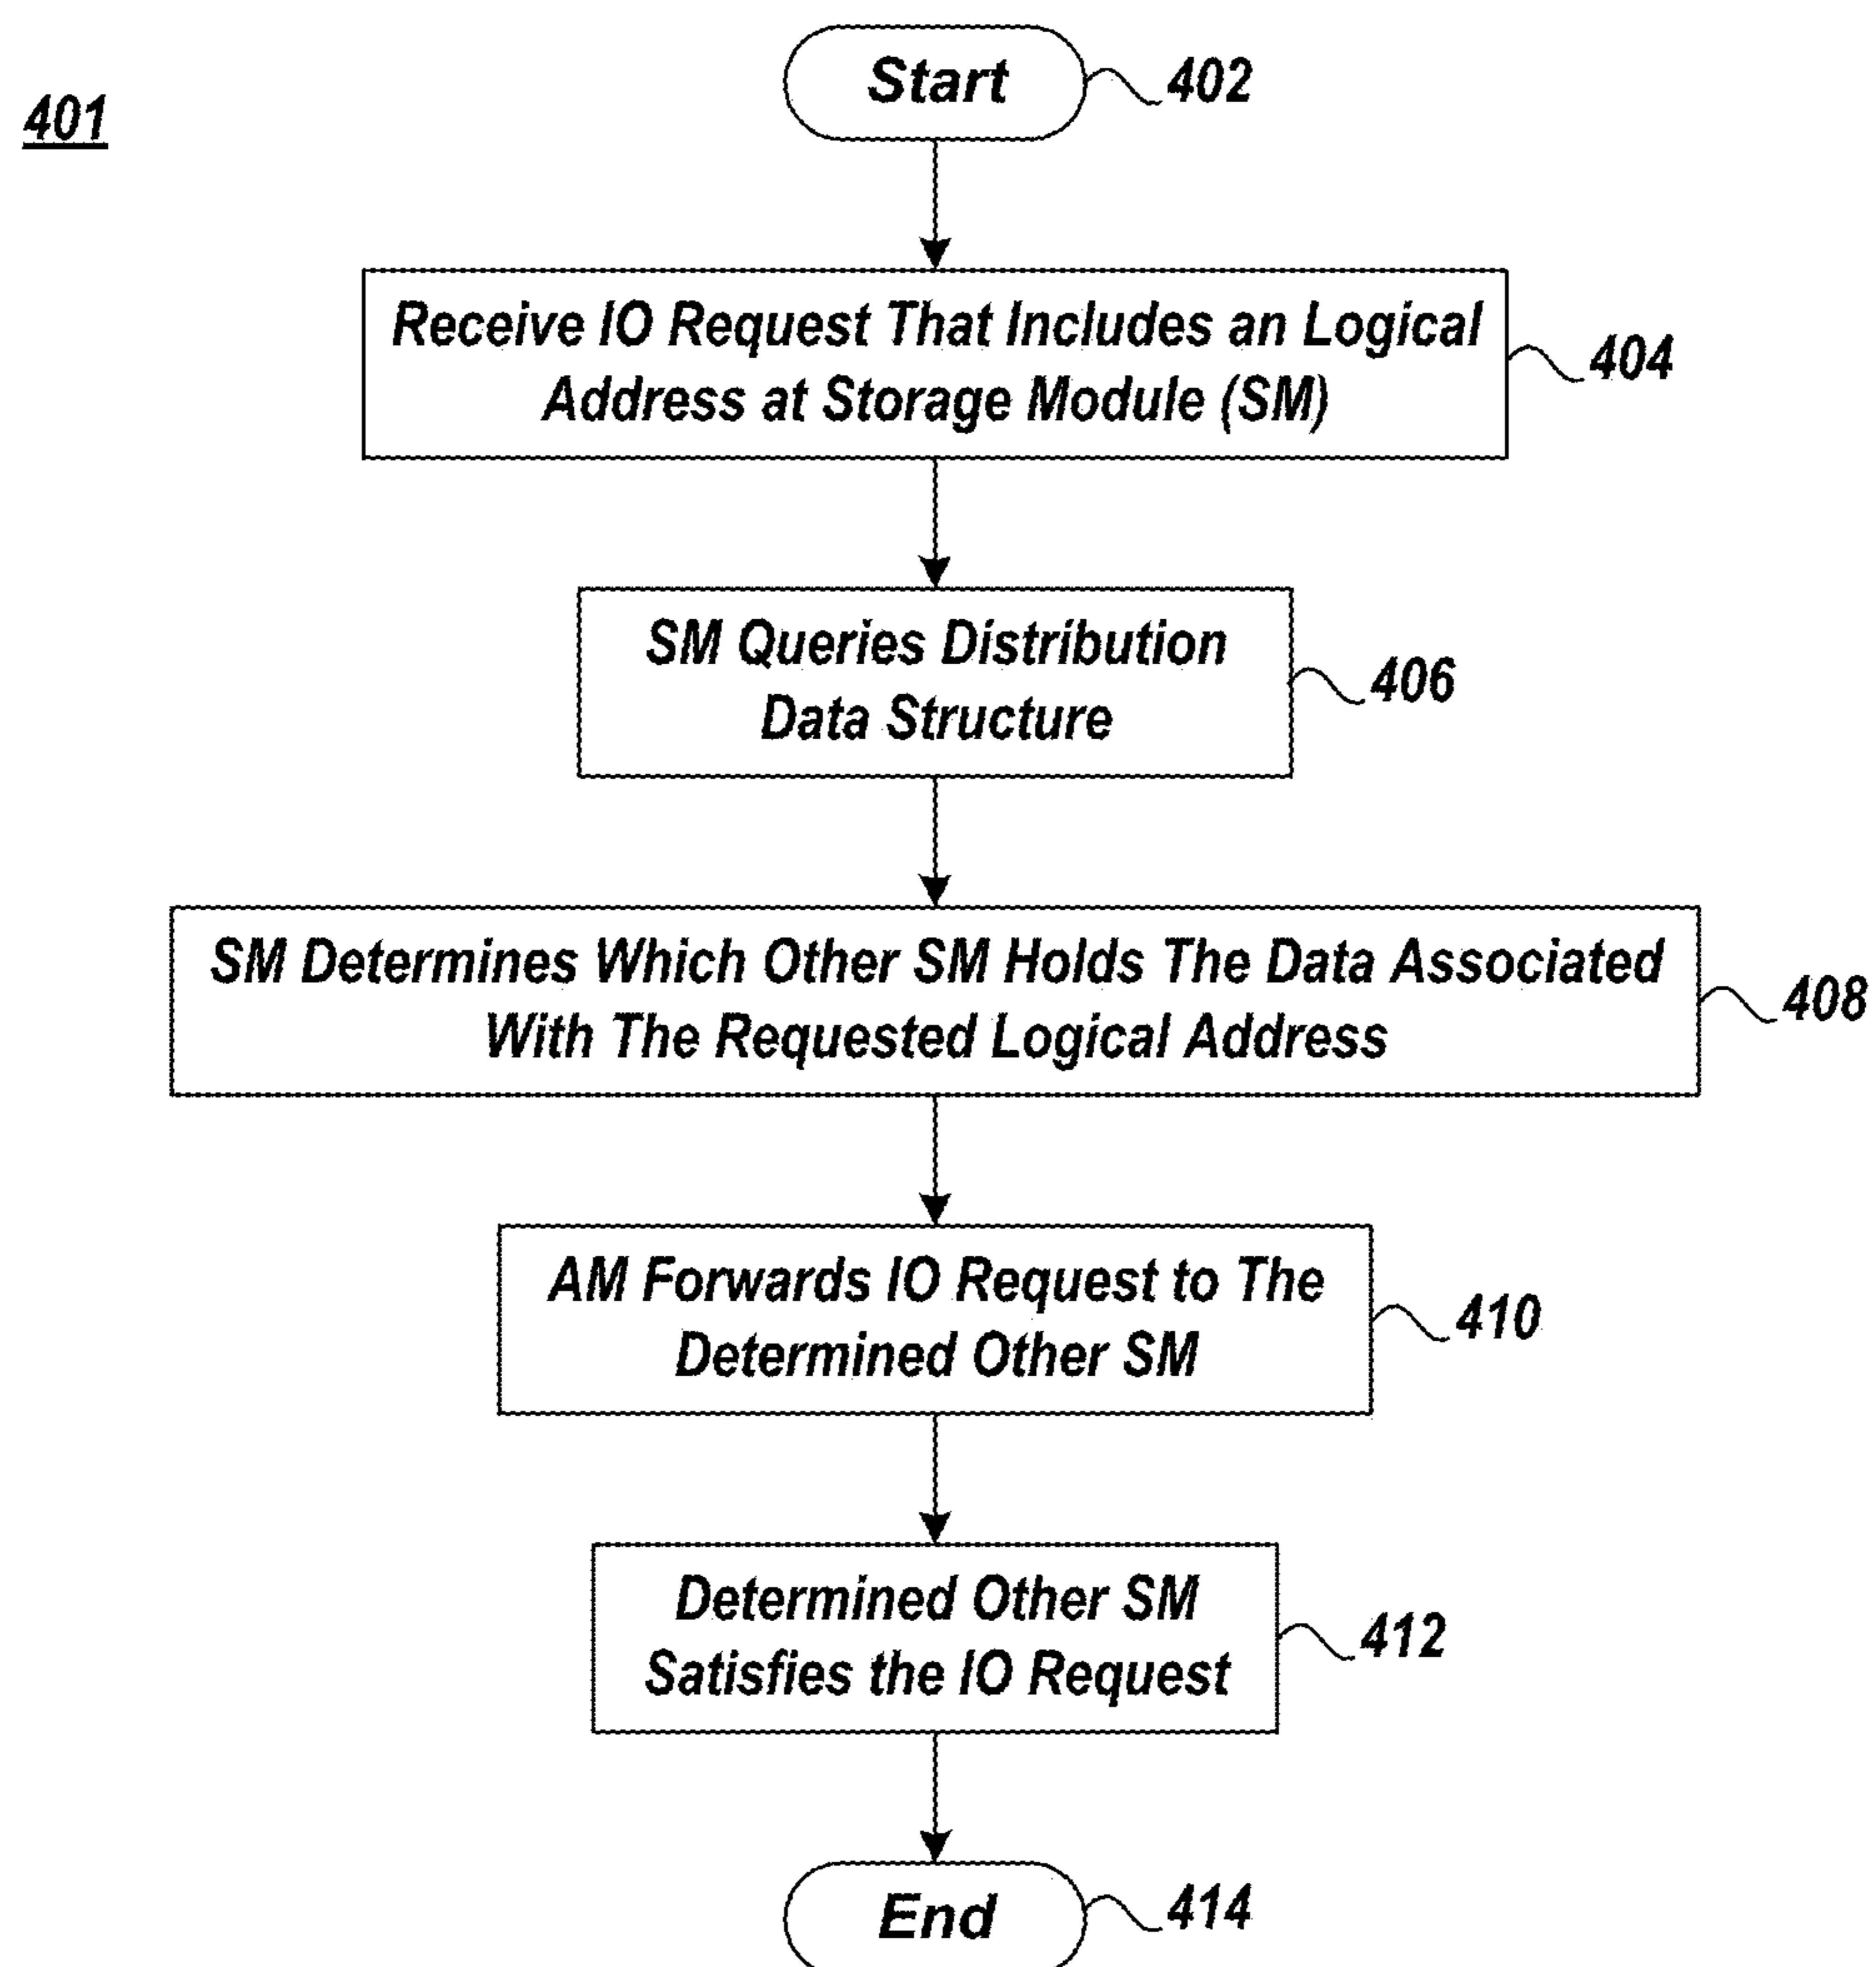 401
Start
402
Receive IO Request That Includes an Logical
Address at Storage Module (SM)
404
SM Queries Distribution
Data Structure
406
SM Determines Which Other SM Holds The Data Associated
With The Requested Logical Address
408
AM Forwards IO Request to The
Determined Other SM
410
Determined Other SM
Satisfies the IO Request
412
End
414